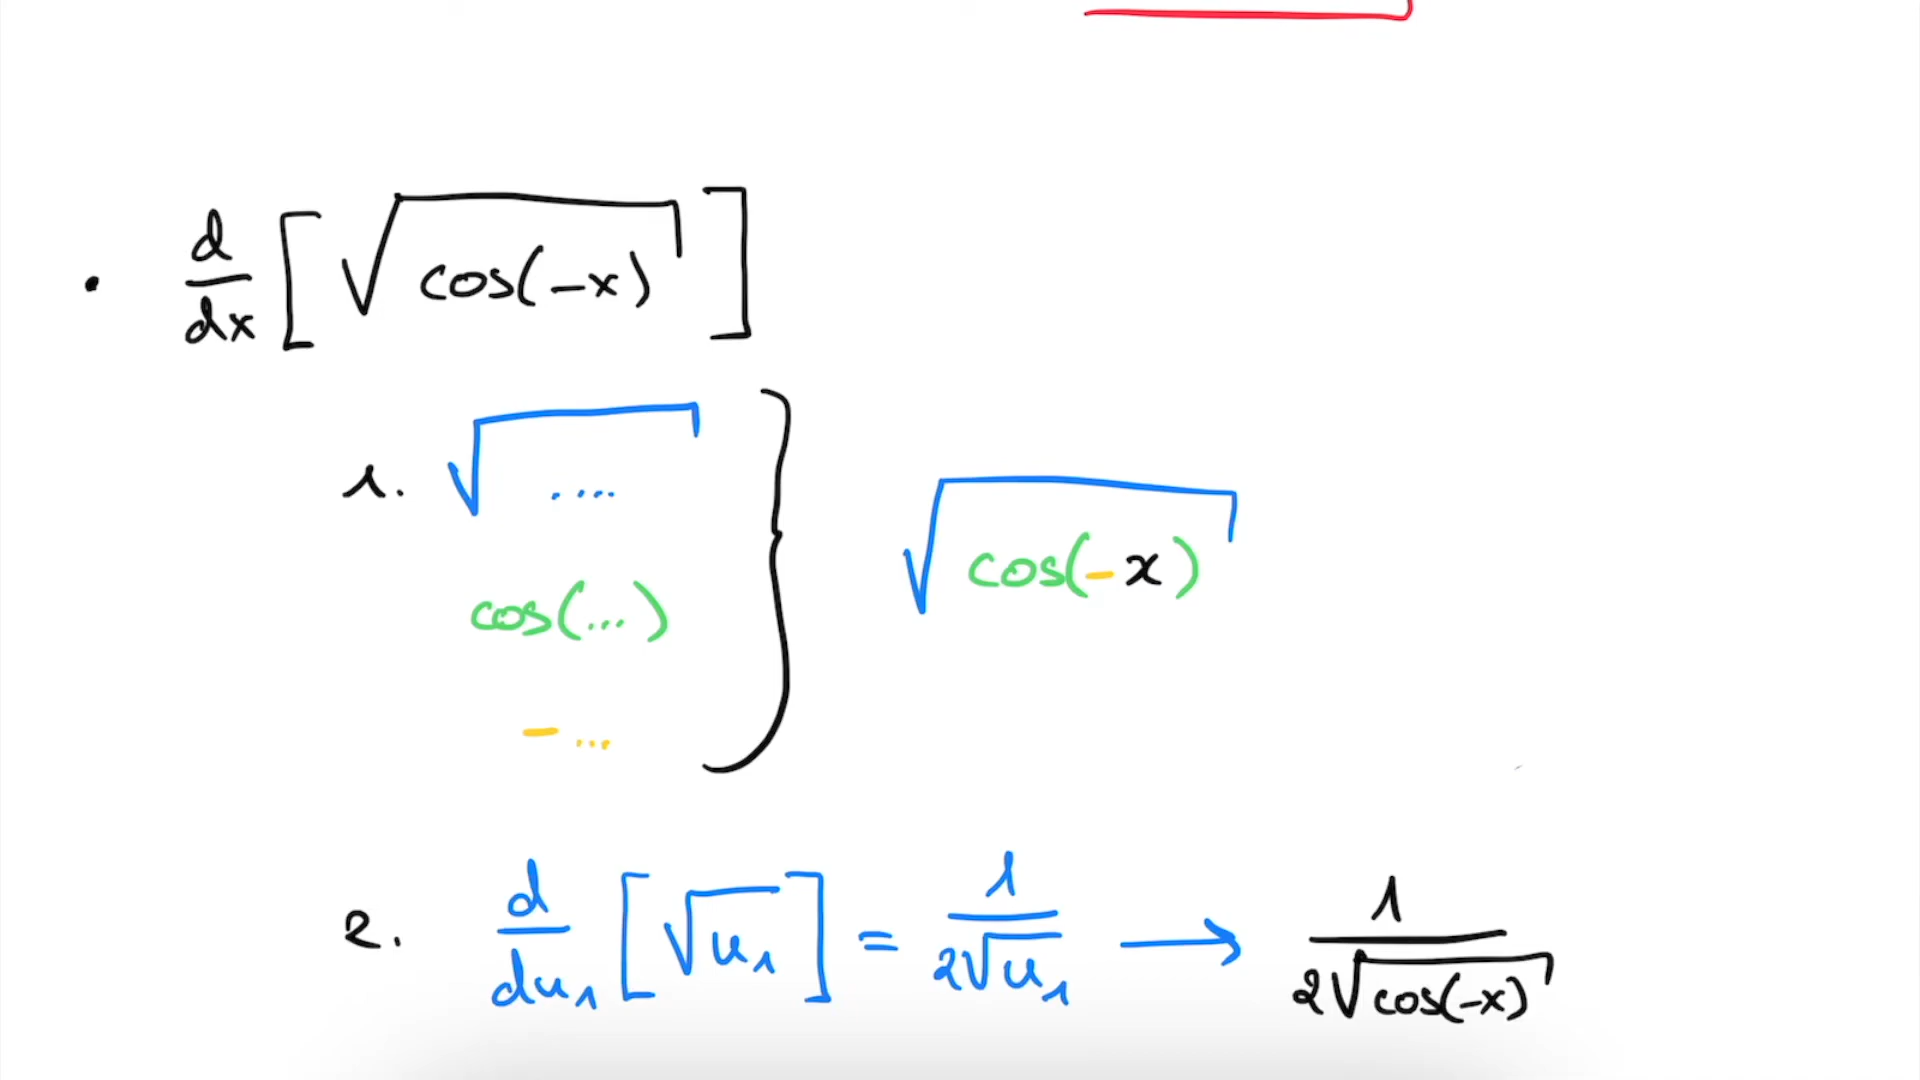 • d/dx [ √cos(-x) ]
1. √....
cos(...)
- ...
√cos(-x)
2. d/du₁ [ √u₁ ] = 1/2√u₁ → 1/2√cos(-x)